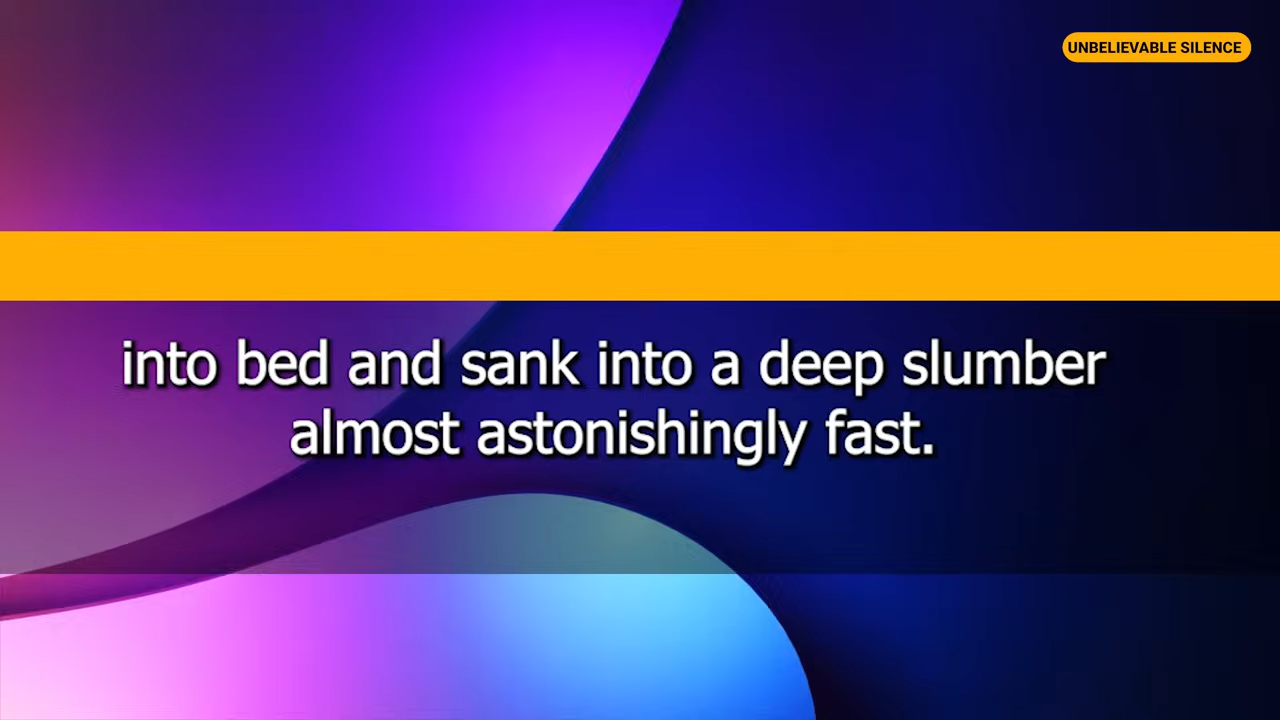 UNBELIEVABLE SILENCE
into bed and sank into a deep slumber
almost astonishingly fast.